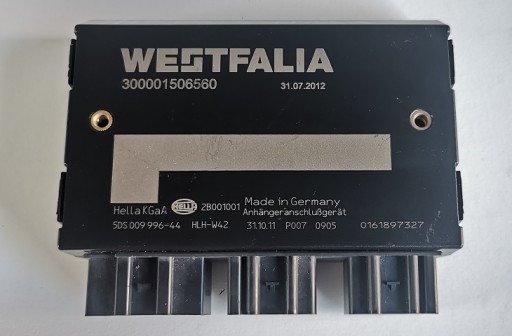 WESTFALIA
300001506560 31.07.2012
Hella KGaA HELLA 2B001001 Made in Germany
Anhängeranschlußgerät
5DS 009 996-44 HLH-W42 31.10.11 P007 0905 0161897327